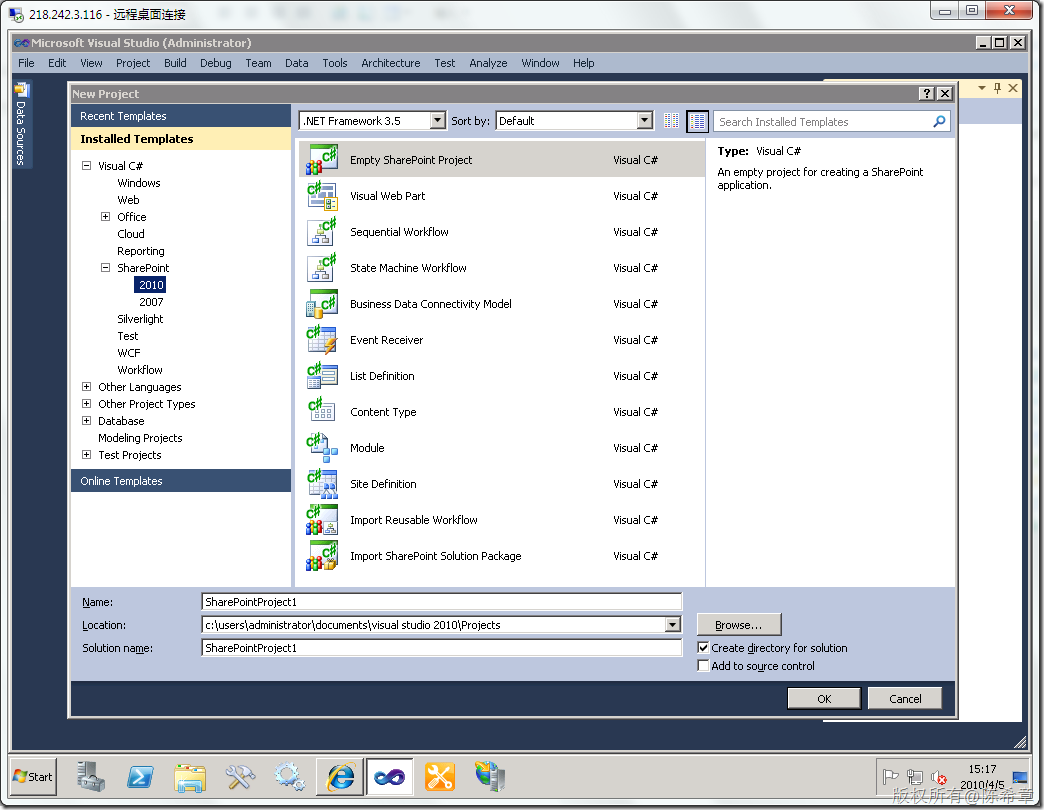 218.242.3.116 - 远程桌面连接
Microsoft Visual Studio (Administrator)
File Edit View Project Build Debug Team Data Tools Architecture Test Analyze Window Help
Data Sources
New Project
Recent Templates
Installed Templates
Visual C#
Windows
Web
Office
Cloud
Reporting
SharePoint
2010
2007
Silverlight
Test
WCF
Workflow
Other Languages
Other Project Types
Database
Modeling Projects
Test Projects
Online Templates
.NET Framework 3.5 Sort by: Default Search Installed Templates
Empty SharePoint Project Visual C#
Visual Web Part Visual C#
Sequential Workflow Visual C#
State Machine Workflow Visual C#
Business Data Connectivity Model Visual C#
Event Receiver Visual C#
List Definition Visual C#
Content Type Visual C#
Module Visual C#
Site Definition Visual C#
Import Reusable Workflow Visual C#
Import SharePoint Solution Package Visual C#
Type: Visual C#
An empty project for creating a SharePoint
application.
Name: SharePointProject1
Location: c:\users\administrator\documents\visual studio 2010\Projects Browse...
Solution name: SharePointProject1 Create directory for solution
Add to source control
OK Cancel
Start
15:17
2010/4/5
版权所有@陈希章